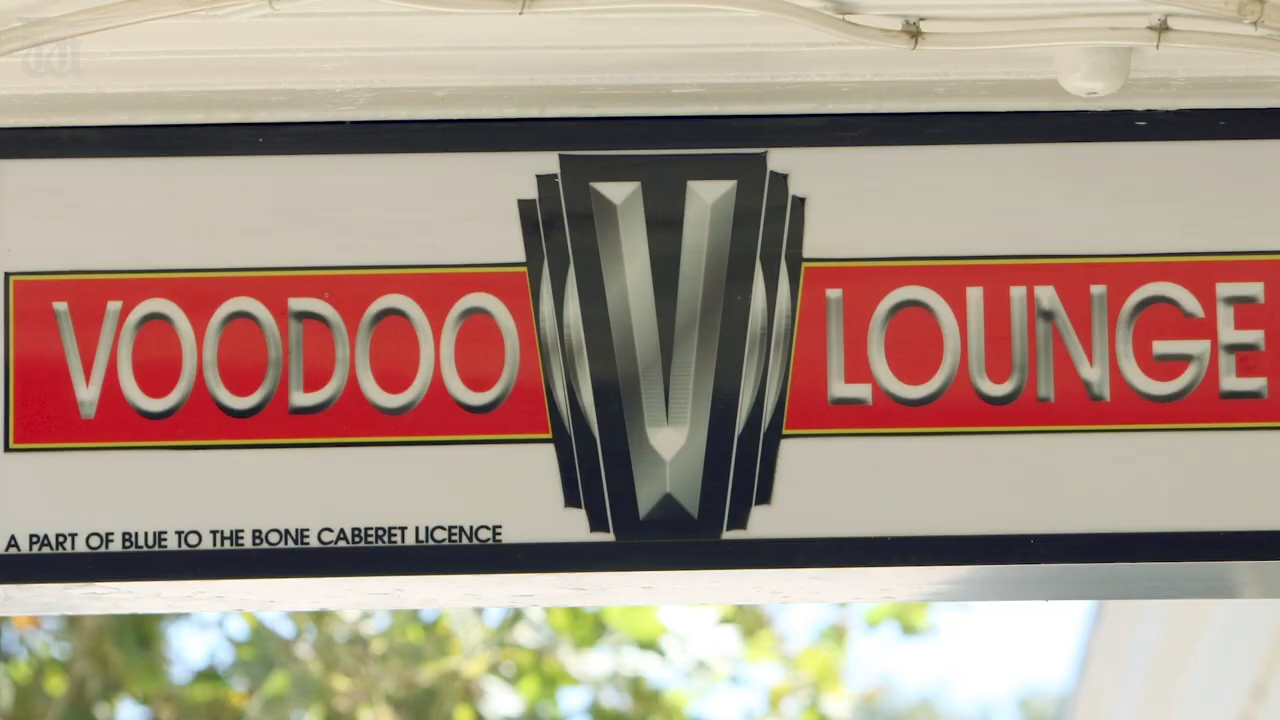 VOODOO V LOUNGE
A PART OF BLUE TO THE BONE CABERET LICENCE